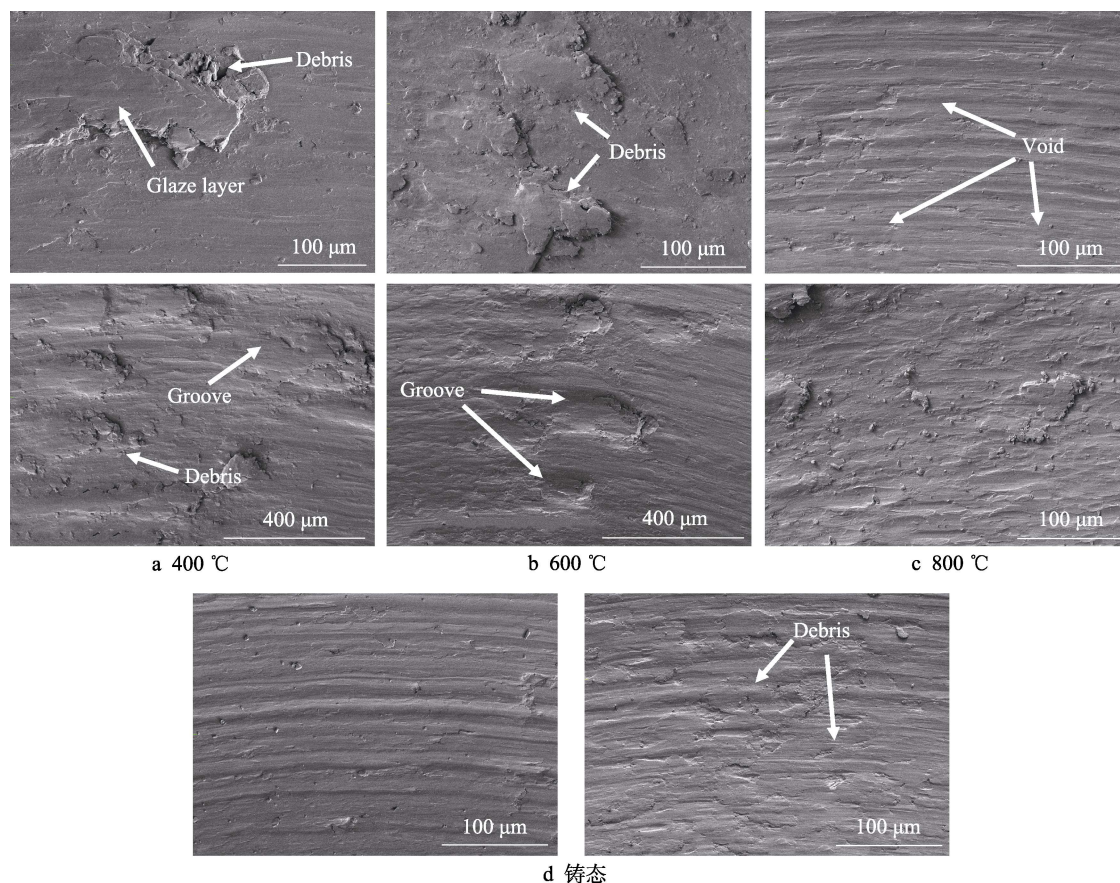 Debris
Glaze layer
100 μm
Debris
100 μm
Void
100 μm
Groove
Debris
400 μm
Groove
400 μm
100 μm
a 400 ℃
b 600 ℃
c 800 ℃
100 μm
Debris
100 μm
d 铸态